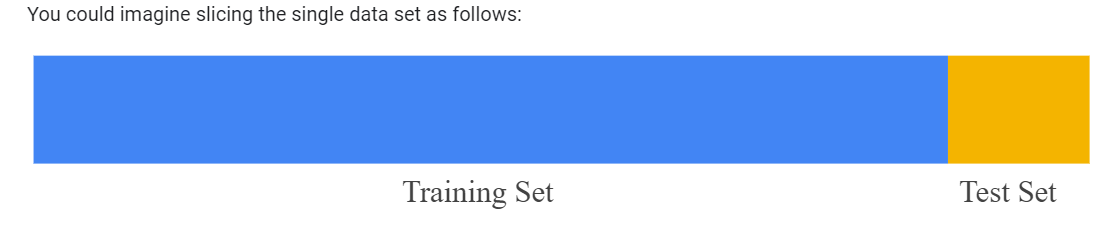 You could imagine slicing the single data set as follows:
Training Set
Test Set